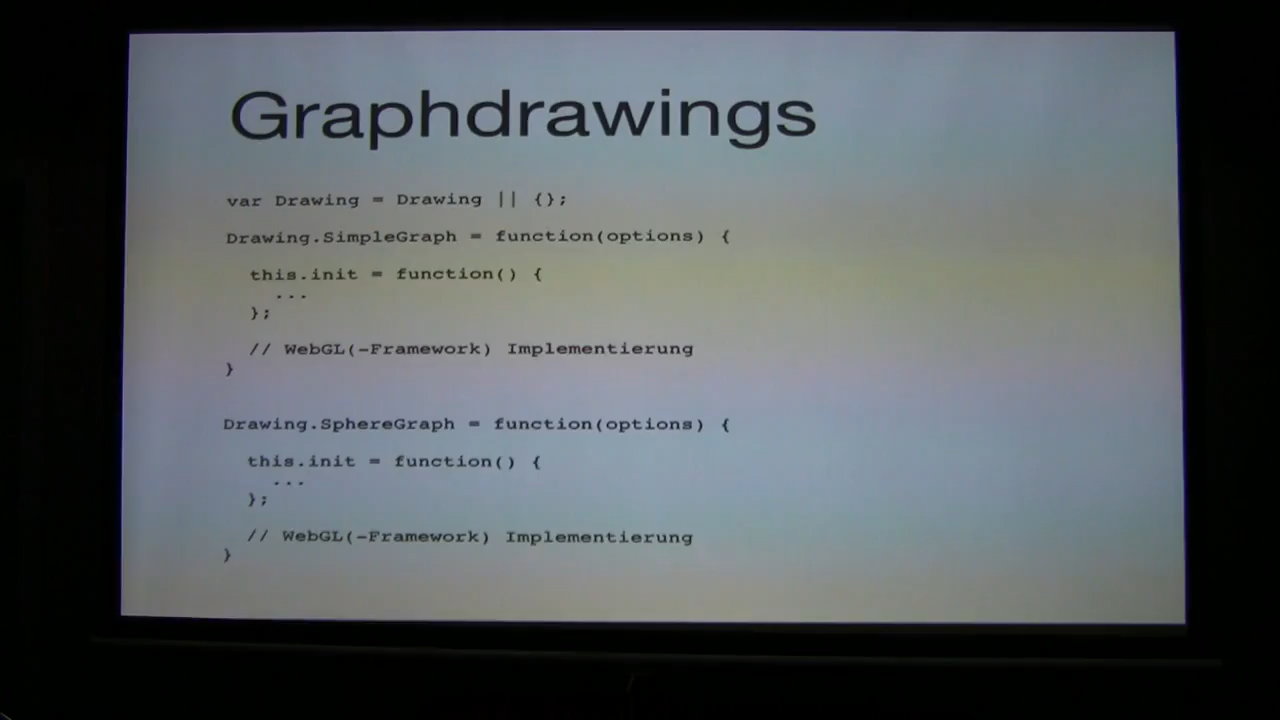 Graphdrawings
var Drawing = Drawing || {};
Drawing.SimpleGraph = function(options) {
this.init = function() {
...
};
// WebGL(-Framework) Implementierung
}
Drawing.SphereGraph = function(options) {
this.init = function() {
...
};
// WebGL(-Framework) Implementierung
}